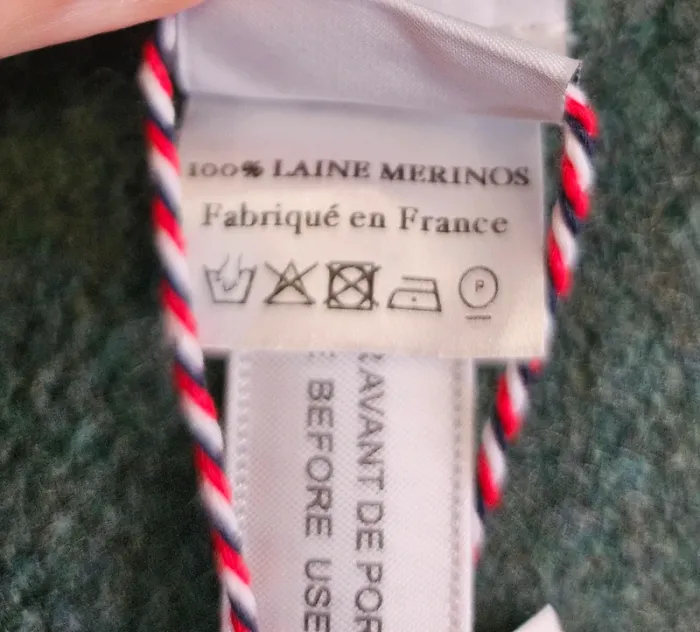 100% LAINE MERINOS
Fabriqué en France
P
AVANT DE POR
BEFORE USE